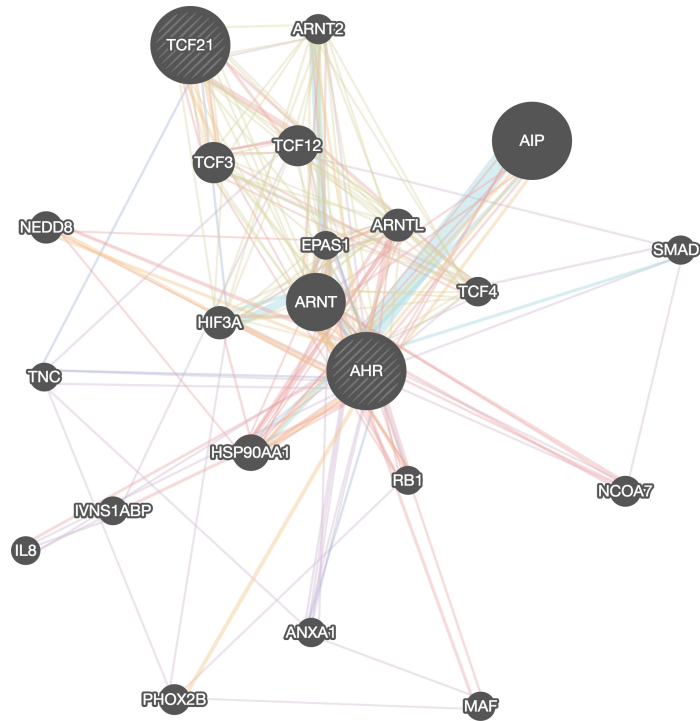 ARNT2
TCF21
AIP
TCF12
TCF3
NEDD8
ARNTL
EPAS1
SMAD
TCF4
ARNT
HIF3A
AHR
TNC
HSP90AA1
RB1
NCOA7
IVNS1ABP
IL8
ANXA1
PHOX2B
MAF